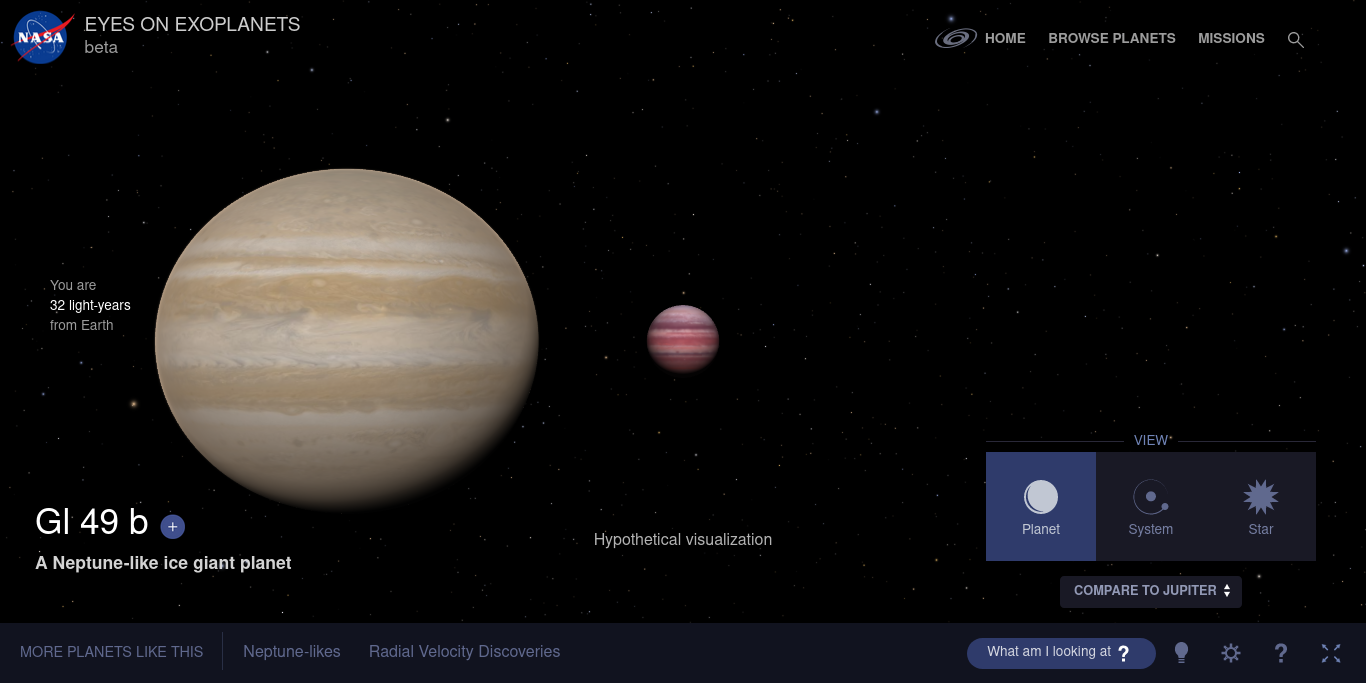 NASA
EYES ON EXOPLANETS
beta
HOME
BROWSE PLANETS
MISSIONS
You are
32 light-years
from Earth
VIEW*
Planet
System
Star
Gl 49 b +
A Neptune-like ice giant planet
Hypothetical visualization
COMPARE TO JUPITER
MORE PLANETS LIKE THIS
Neptune-likes
Radial Velocity Discoveries
What am I looking at ?
?